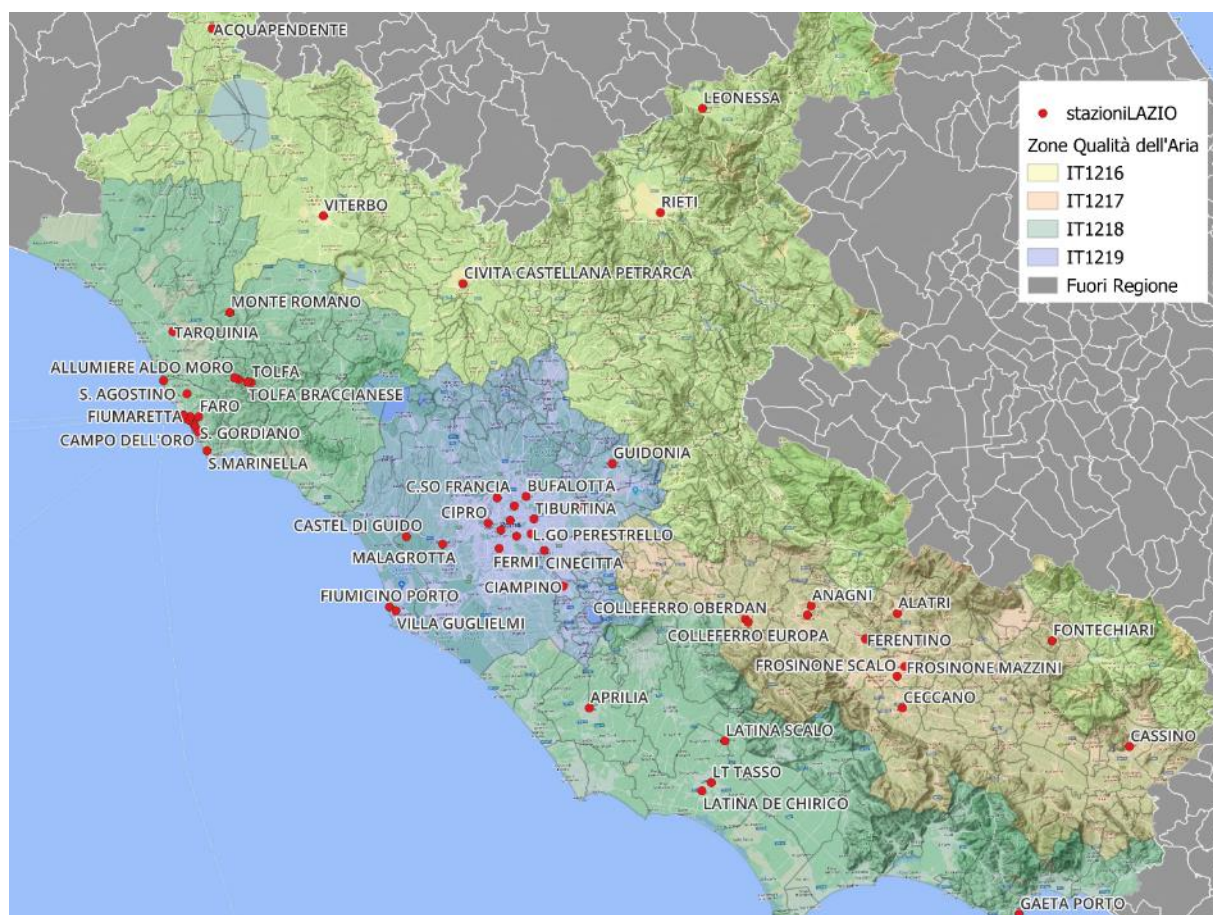 ACQUAPENDENTE
LEONESSA
stazioniLAZIO
Zone Qualità dell'Aria
IT1216
IT1217
IT1218
IT1219
Fuori Regione
VITERBO
RIETI
CIVITA CASTELLANA PETRARCA
MONTE ROMANO
TARQUINIA
ALLUMIERE ALDO MORO
TOLFA
S. AGOSTINO
TOLFA BRACCIANESE
FIUMARETTA
FARO
CAMPO DELL'ORO
S. GORDIANO
S.MARINELLA
GUIDONIA
C.SO FRANCIA
BUFALOTTA
CIPRO
TIBURTINA
CASTEL DI GUIDO
L.GO PERESTRELLO
MALAGROTTA
FERMI
CINECITTA
FIUMICINO PORTO
CIAMPINO
VILLA GUGLIELMI
COLLEFERRO OBERDAN
ANAGNI
ALATRI
COLLEFERRO EUROPA
FERENTINO
FONTECHIARI
FROSINONE SCALO
FROSINONE MAZZINI
APRILIA
CECCANO
LATINA SCALO
CASSINO
LT TASSO
LATINA DE CHIRICO
GAETA PORTO